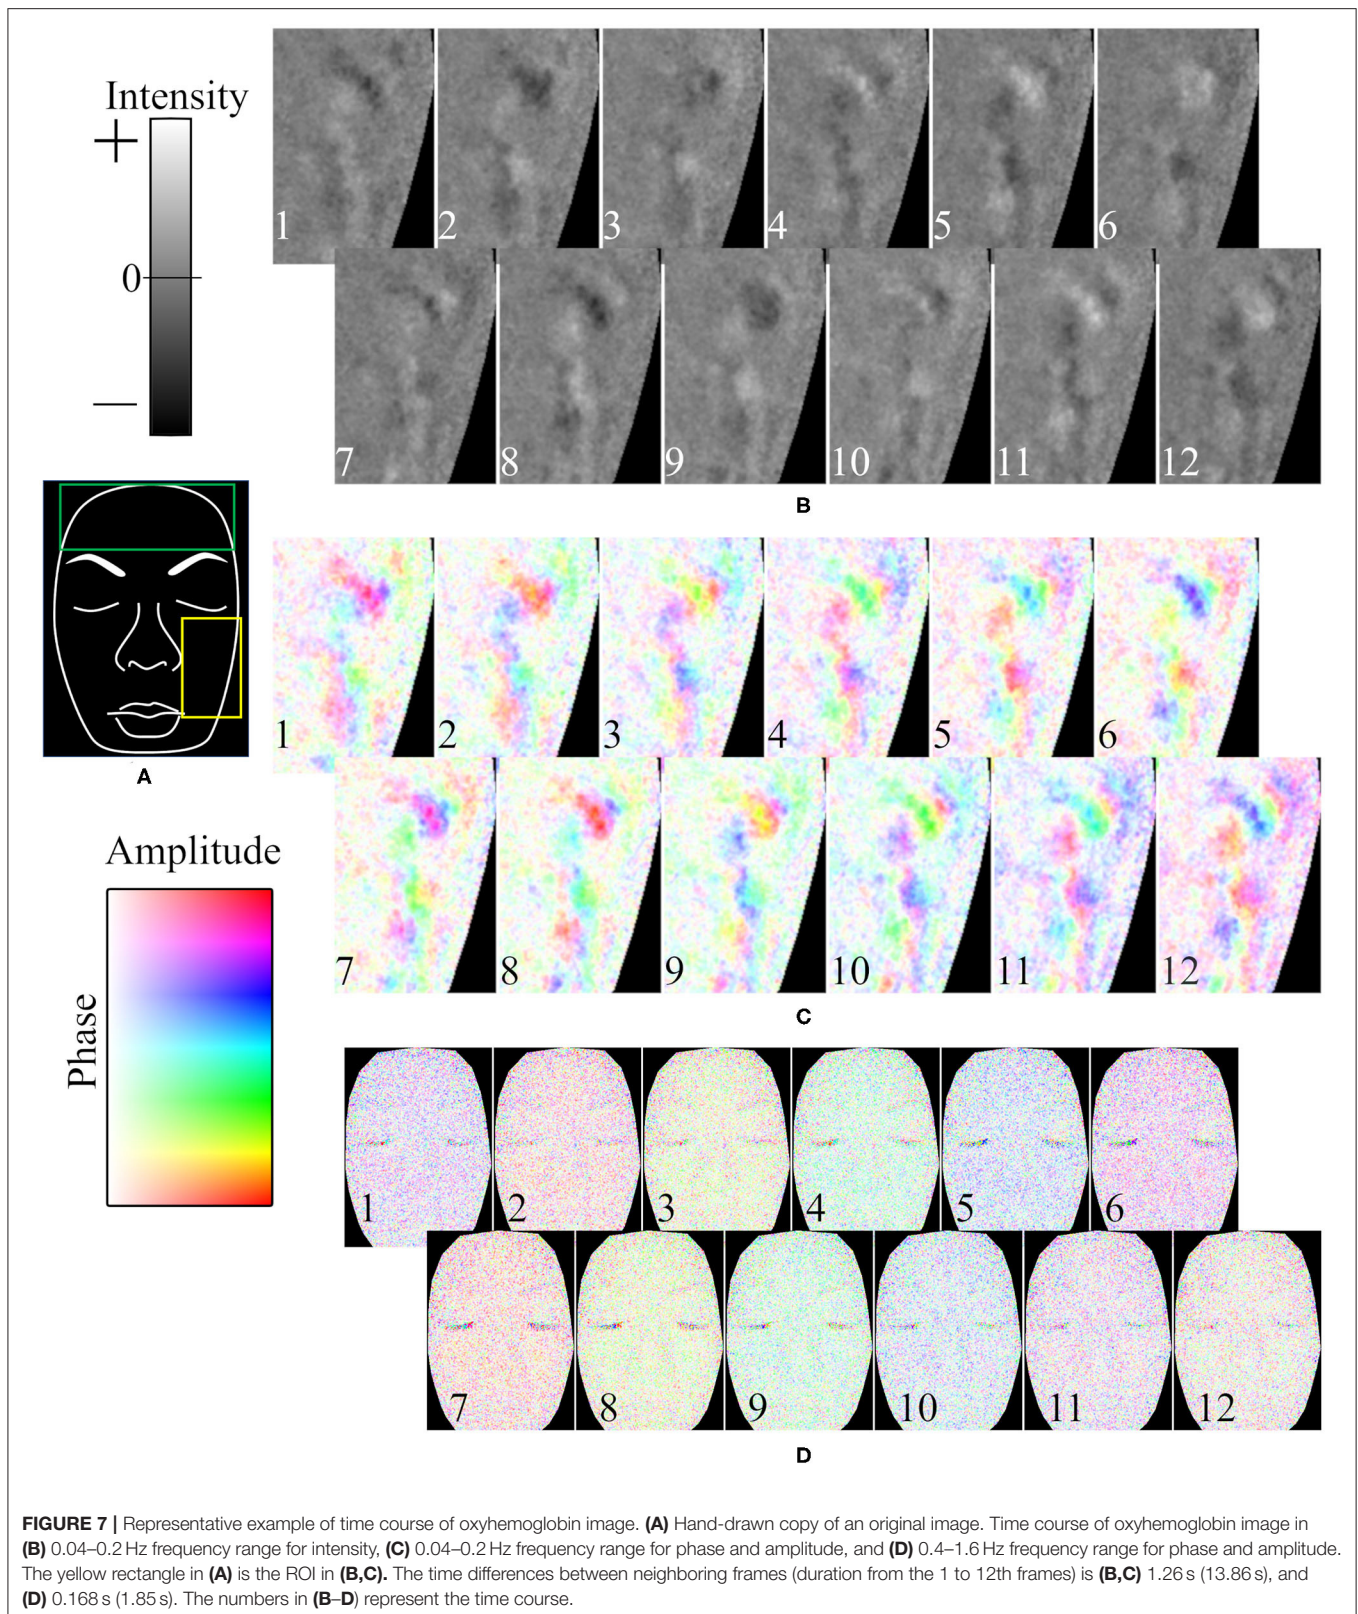 Intensity
+
0
—
1 2 3 4 5 6
7 8 9 10 11 12
B
A
1 2 3 4 5 6
7 8 9 10 11 12
C
Amplitude
Phase
1 2 3 4 5 6
7 8 9 10 11 12
D
FIGURE 7 | Representative example of time course of oxyhemoglobin image. (A) Hand-drawn copy of an original image. Time course of oxyhemoglobin image in
(B) 0.04–0.2 Hz frequency range for intensity, (C) 0.04–0.2 Hz frequency range for phase and amplitude, and (D) 0.4–1.6 Hz frequency range for phase and amplitude.
The yellow rectangle in (A) is the ROI in (B,C). The time differences between neighboring frames (duration from the 1 to 12th frames) is (B,C) 1.26 s (13.86 s), and
(D) 0.168 s (1.85 s). The numbers in (B–D) represent the time course.